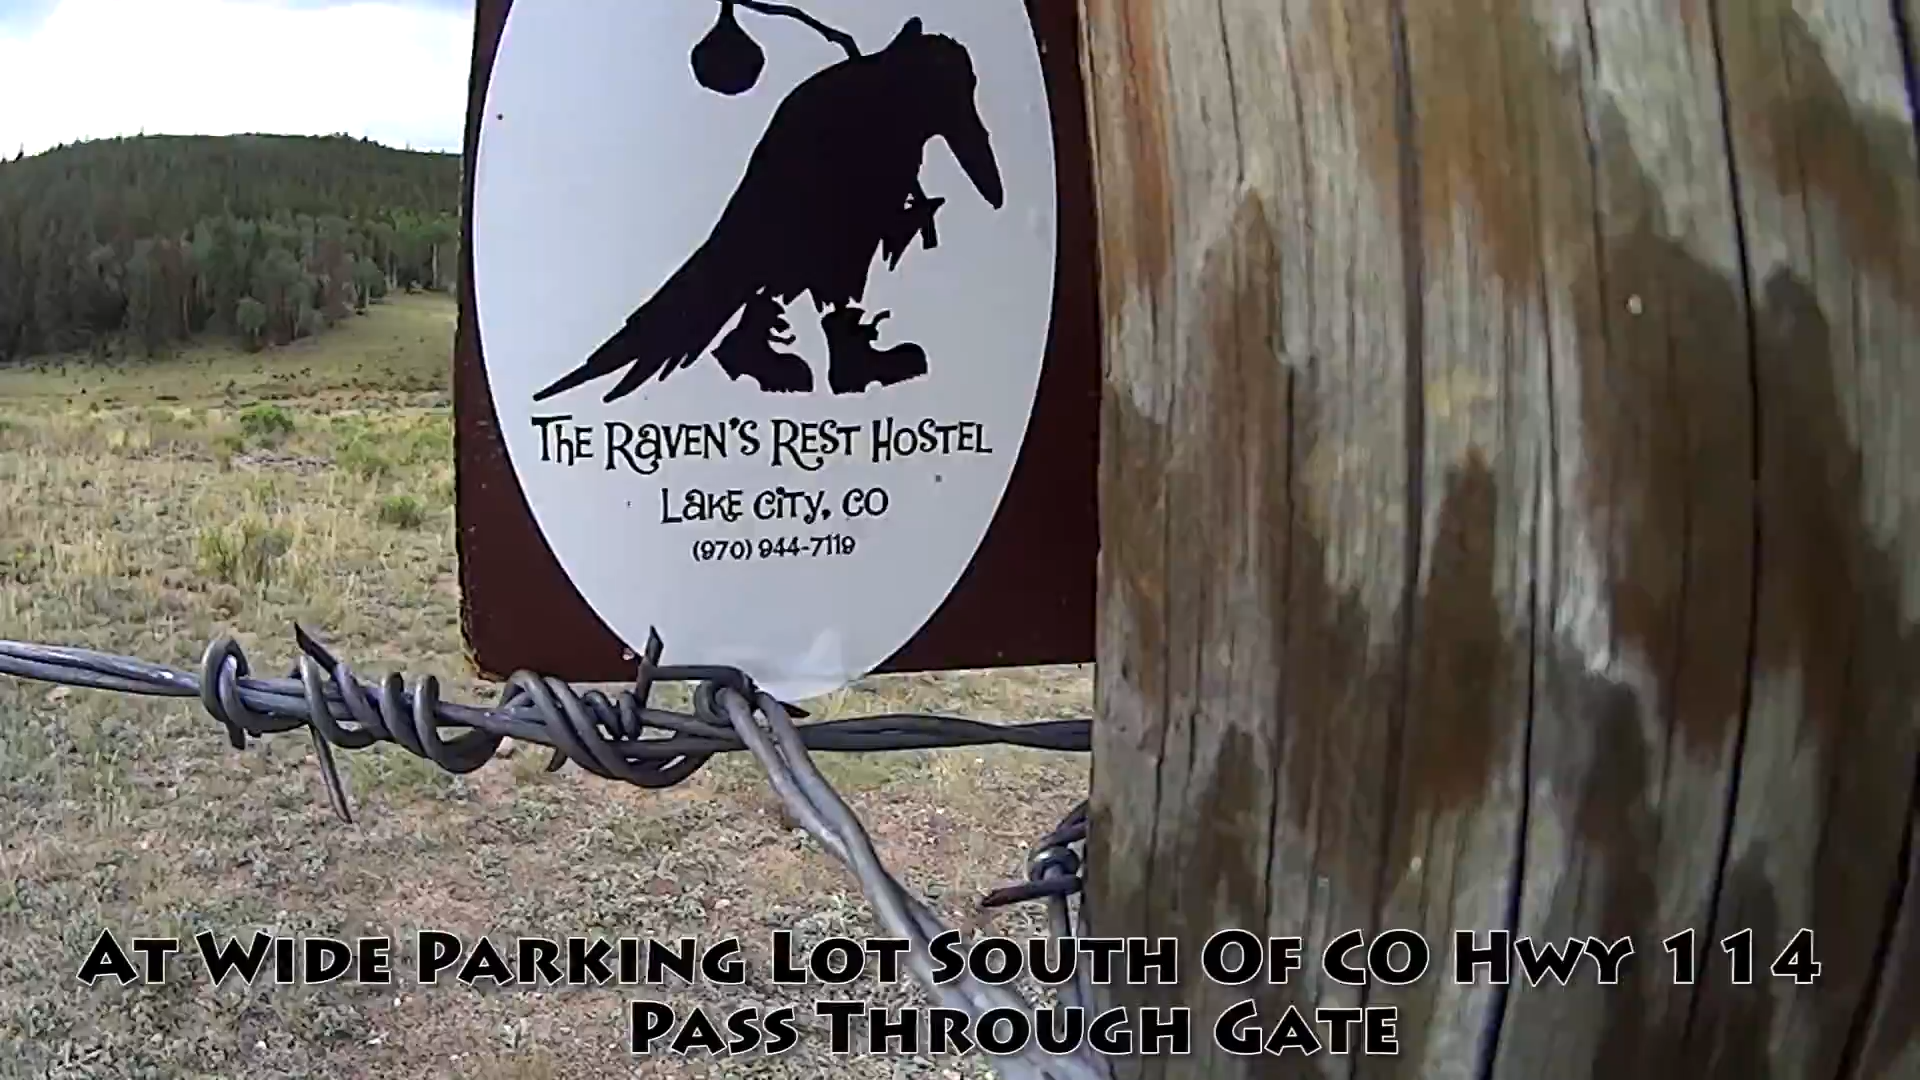 The Raven's Rest Hostel
Lake City, CO
(970) 944-7119
At Wide Parking Lot South Of CO Hwy 114
Pass Through Gate